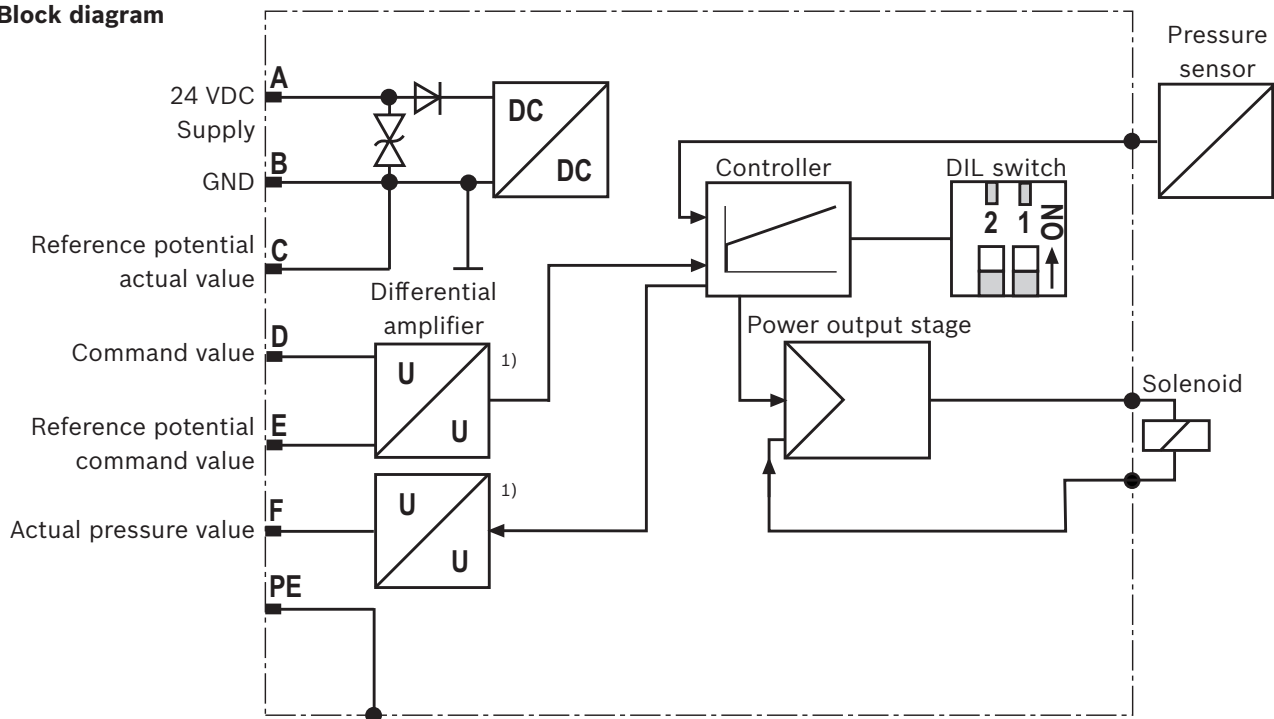 Block diagram
Pressure
sensor
A
24 VDC
Supply
DC
DC
B
GND
Controller
DIL switch
2 1 ON
Reference potential
actual value
C
Differential
amplifier
Power output stage
D
Command value
U
U
1)
Solenoid
Reference potential
command value
E
U
U
1)
F
Actual pressure value
PE